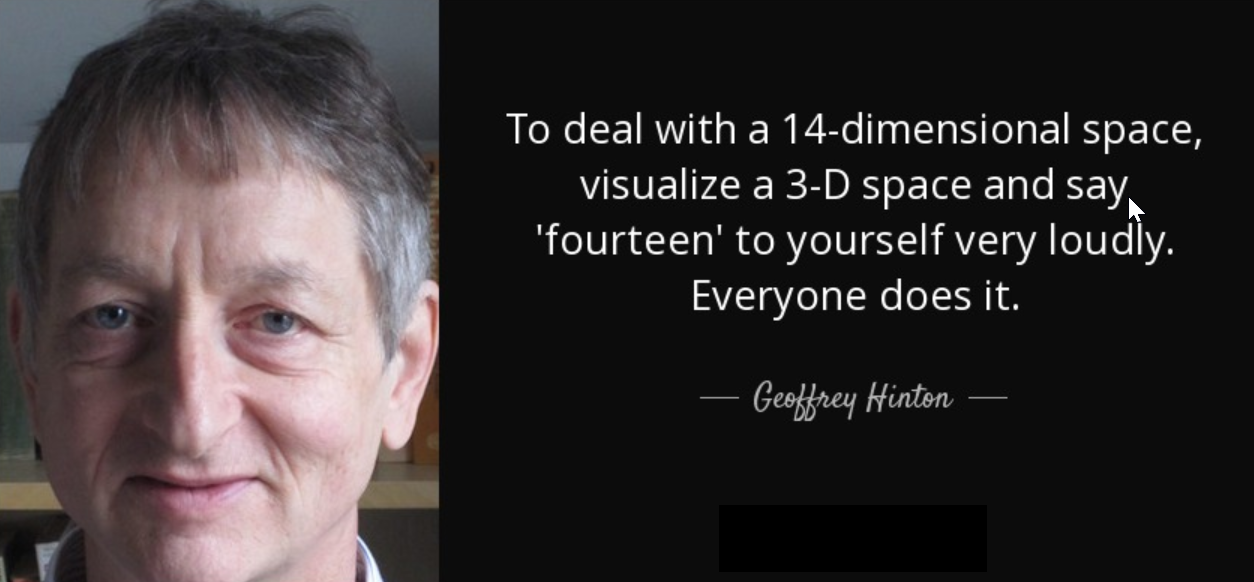 To deal with a 14-dimensional space,
visualize a 3-D space and say
'fourteen' to yourself very loudly.
Everyone does it.
Geoffrey Hinton